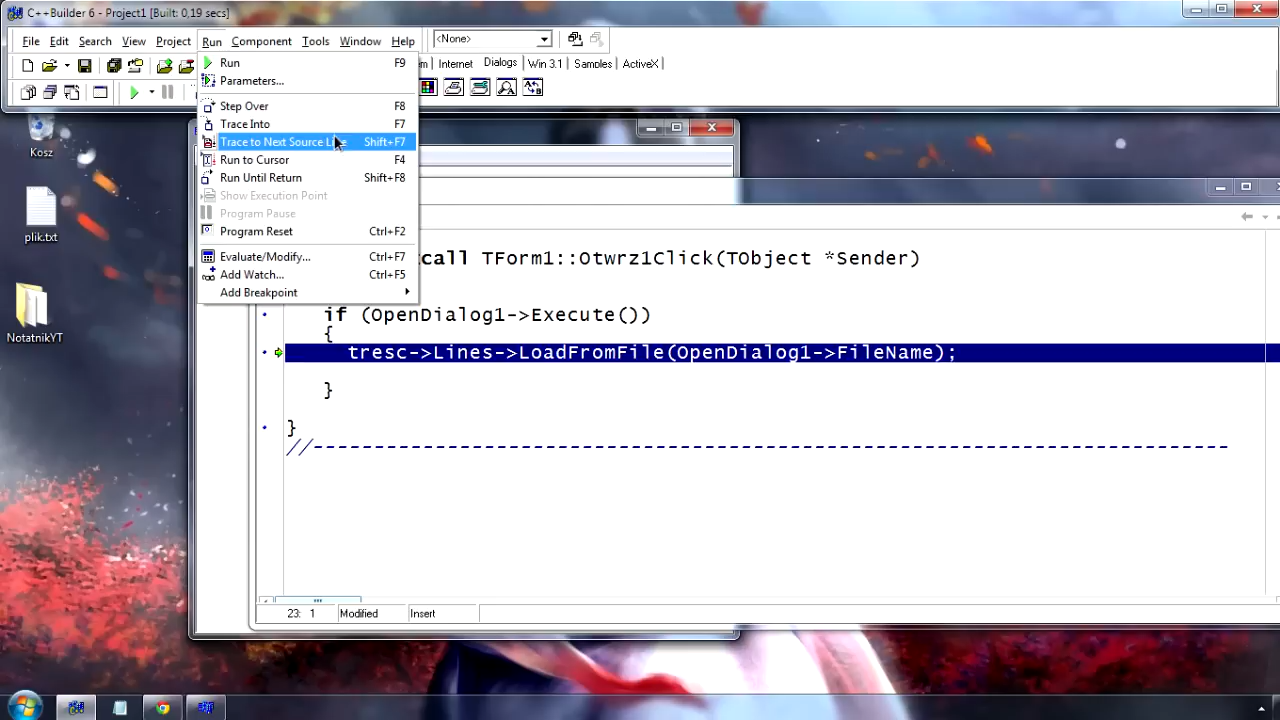 C++Builder 6 - Project1 [Built: 0,19 secs]
File Edit Search View Project Run Component Tools Window Help <None>
Internet Dialogs Win 3.1 Samples ActiveX
Run F9
Parameters...
Step Over F8
Trace Into F7
Trace to Next Source Shift+F7
Run to Cursor F4
Run Until Return Shift+F8
Show Execution Point
Program Pause
Program Reset Ctrl+F2
Evaluate/Modify... Ctrl+F7
Add Watch... Ctrl+F5
Add Breakpoint
Kosz
plik.txt
NotatnikYT
call TForm1::Otwrz1Click(TObject *Sender)
if (OpenDialog1->Execute())
{
tresc->Lines->LoadFromFile(OpenDialog1->FileName);
}
}
//---------------------------------------------------------------------------
23: 1 Modified Insert